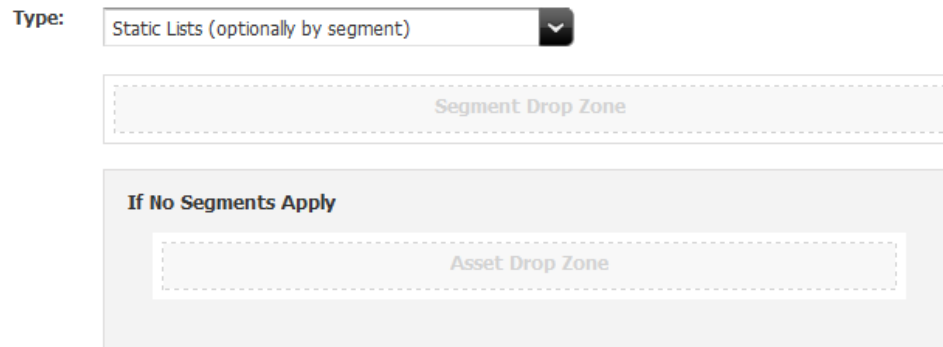 Type:
Static Lists (optionally by segment)
Segment Drop Zone
If No Segments Apply
Asset Drop Zone